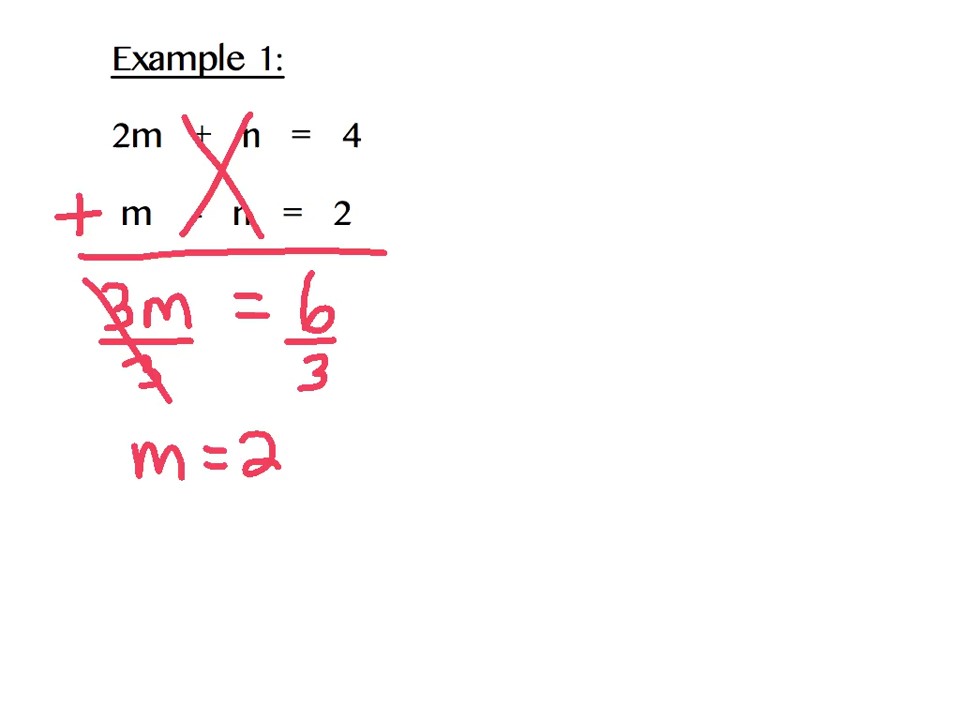 Example 1:
2m + n = 4
+ m - n = 2
3m = 6
3 3
m = 2